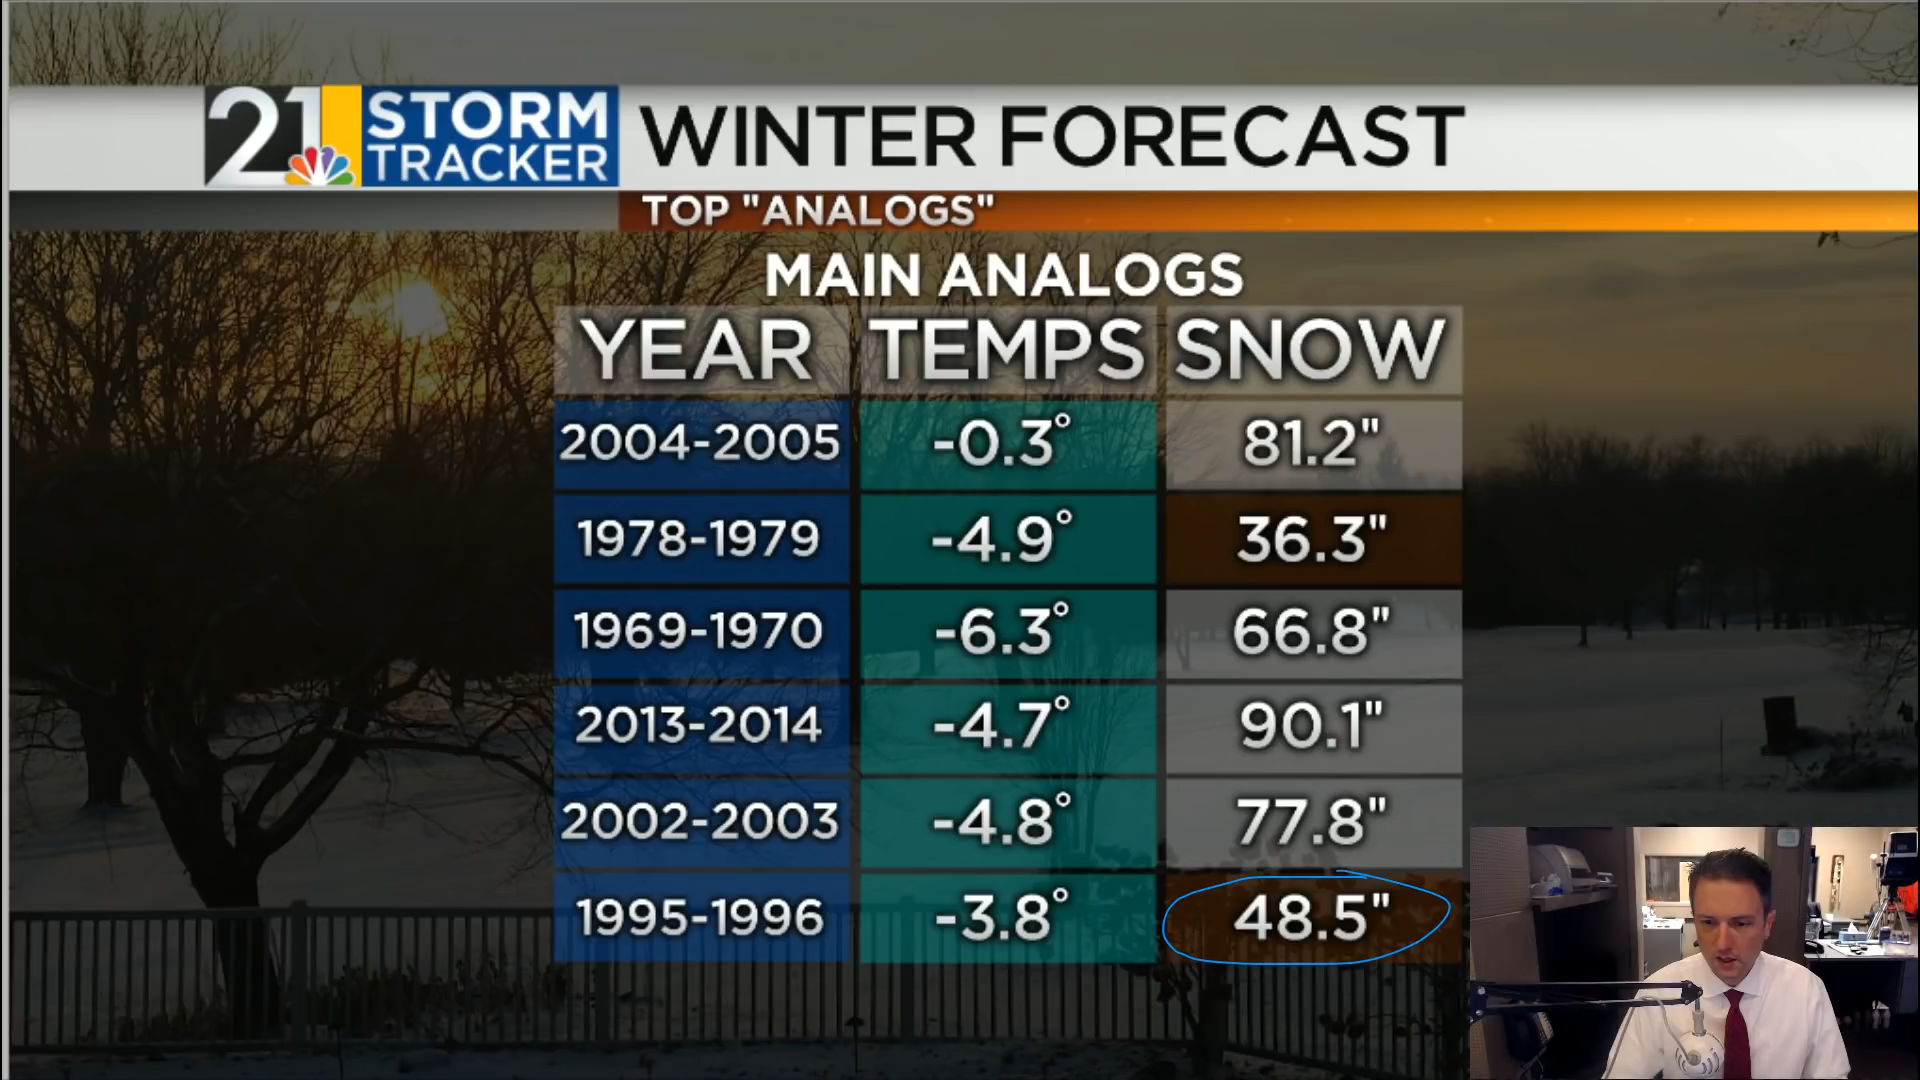 21 STORM TRACKER WINTER FORECAST
TOP "ANALOGS"
MAIN ANALOGS
YEAR TEMPS SNOW
2004-2005 -0.3° 81.2"
1978-1979 -4.9° 36.3"
1969-1970 -6.3° 66.8"
2013-2014 -4.7° 90.1"
2002-2003 -4.8° 77.8"
1995-1996 -3.8° 48.5"